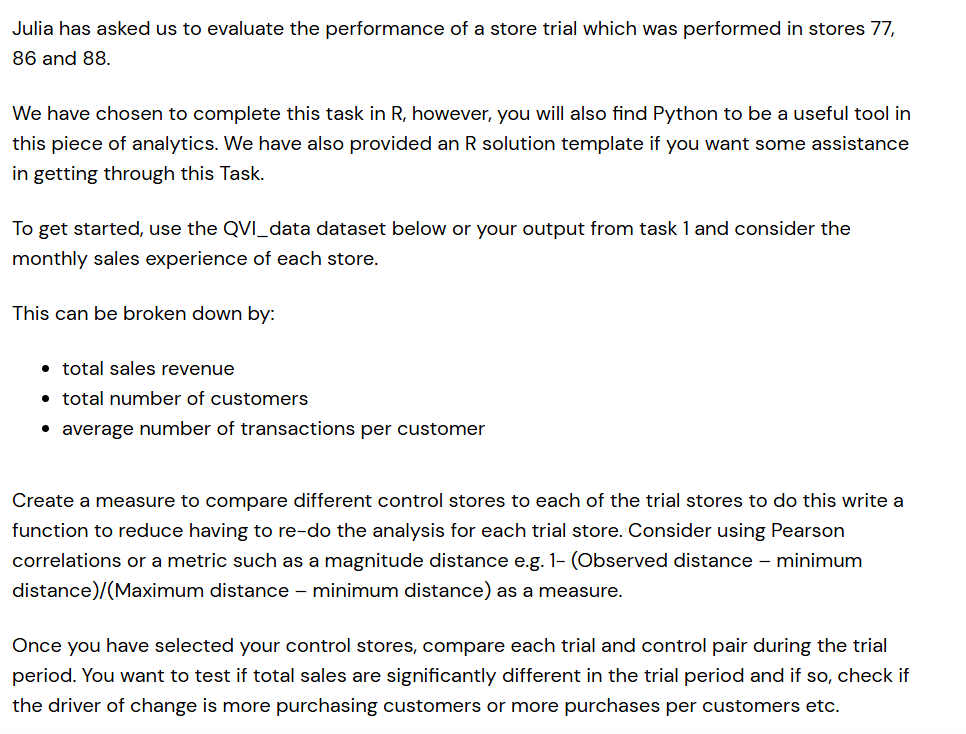 Julia has asked us to evaluate the performance of a store trial which was performed in stores 77,
86 and 88.
We have chosen to complete this task in R, however, you will also find Python to be a useful tool in
this piece of analytics. We have also provided an R solution template if you want some assistance
in getting through this Task.
To get started, use the QVI_data dataset below or your output from task 1 and consider the
monthly sales experience of each store.
This can be broken down by:
• total sales revenue
• total number of customers
• average number of transactions per customer
Create a measure to compare different control stores to each of the trial stores to do this write a
function to reduce having to re-do the analysis for each trial store. Consider using Pearson
correlations or a metric such as a magnitude distance e.g. 1- (Observed distance – minimum
distance)/(Maximum distance – minimum distance) as a measure.
Once you have selected your control stores, compare each trial and control pair during the trial
period. You want to test if total sales are significantly different in the trial period and if so, check if
the driver of change is more purchasing customers or more purchases per customers etc.